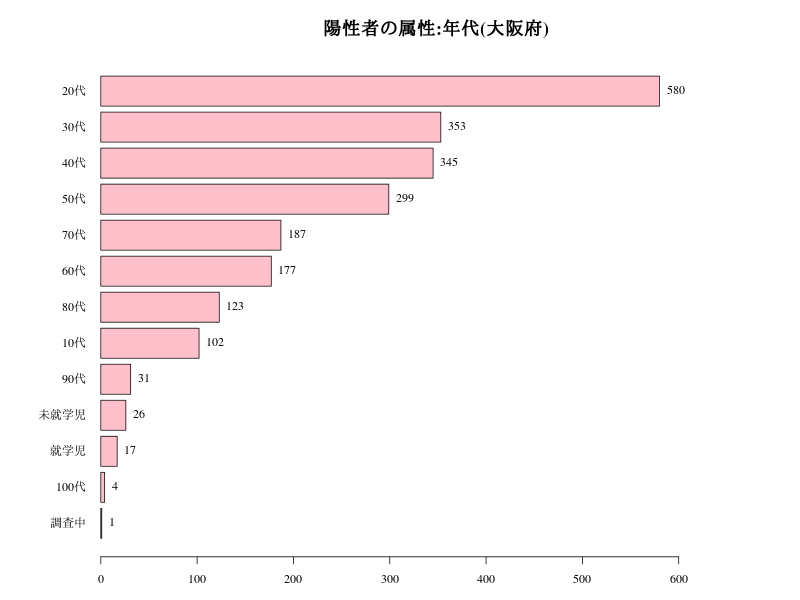 陽性者の属性:年代(大阪府)
20代 580
30代 353
40代 345
50代 299
70代 187
60代 177
80代 123
10代 102
90代 31
未就学児 26
就学児 17
100代 4
調査中 1
0 100 200 300 400 500 600